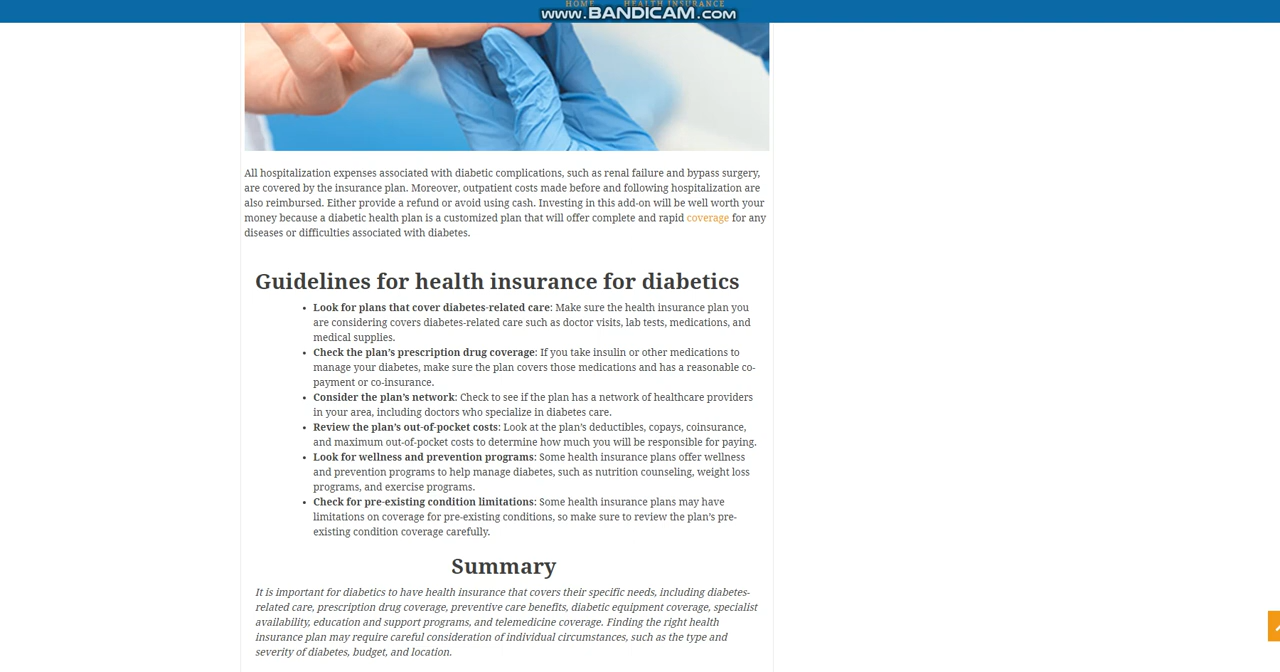 HOME HEALTH INSURANCE
www.BANDICAM.com
All hospitalization expenses associated with diabetic complications, such as renal failure and bypass surgery,
are covered by the insurance plan. Moreover, outpatient costs made before and following hospitalization are
also reimbursed. Either provide a refund or avoid using cash. Investing in this add-on will be well worth your
money because a diabetic health plan is a customized plan that will offer complete and rapid coverage for any
diseases or difficulties associated with diabetes.
Guidelines for health insurance for diabetics
• Look for plans that cover diabetes-related care: Make sure the health insurance plan you
are considering covers diabetes-related care such as doctor visits, lab tests, medications, and
medical supplies.
• Check the plan’s prescription drug coverage: If you take insulin or other medications to
manage your diabetes, make sure the plan covers those medications and has a reasonable co-
payment or co-insurance.
• Consider the plan’s network: Check to see if the plan has a network of healthcare providers
in your area, including doctors who specialize in diabetes care.
• Review the plan’s out-of-pocket costs: Look at the plan’s deductibles, copays, coinsurance,
and maximum out-of-pocket costs to determine how much you will be responsible for paying.
• Look for wellness and prevention programs: Some health insurance plans offer wellness
and prevention programs to help manage diabetes, such as nutrition counseling, weight loss
programs, and exercise programs.
• Check for pre-existing condition limitations: Some health insurance plans may have
limitations on coverage for pre-existing conditions, so make sure to review the plan’s pre-
existing condition coverage carefully.
Summary
It is important for diabetics to have health insurance that covers their specific needs, including diabetes-
related care, prescription drug coverage, preventive care benefits, diabetic equipment coverage, specialist
availability, education and support programs, and telemedicine coverage. Finding the right health
insurance plan may require careful consideration of individual circumstances, such as the type and
severity of diabetes, budget, and location.